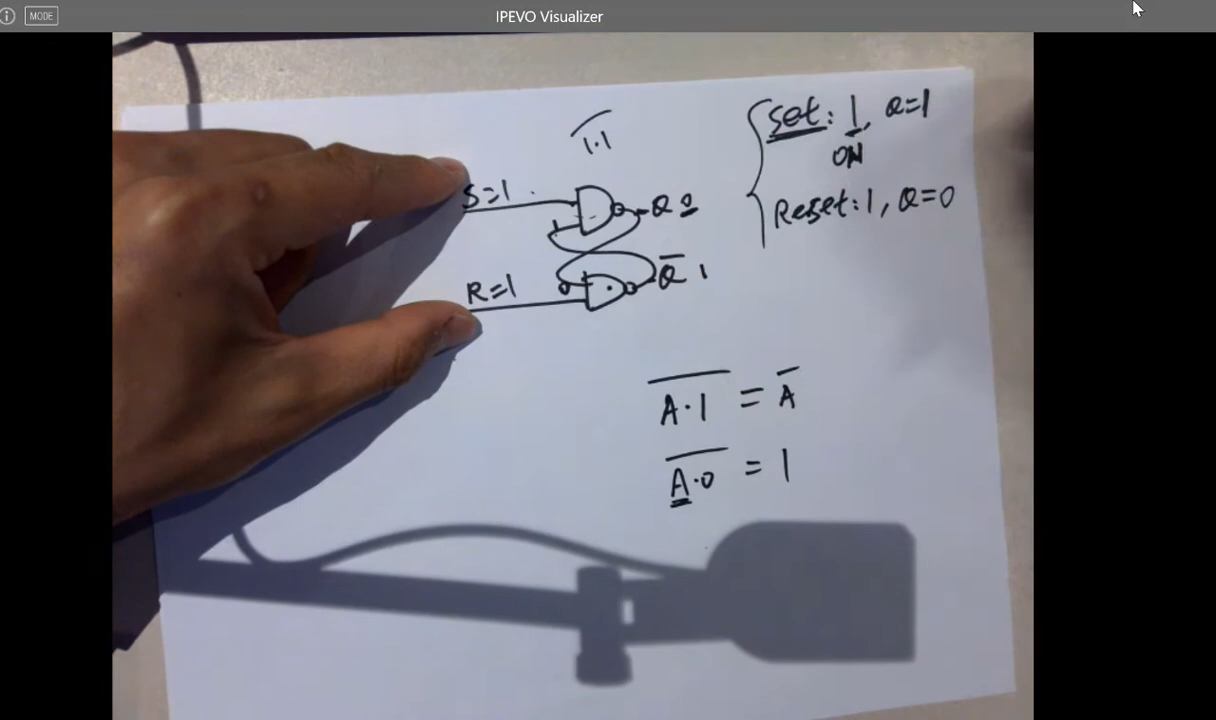 MODE
IPEVO Visualizer
1.1
set: 1, Q=1
ON
Reset: 1, Q=0
S=1
Q 0
R=1
Q̅ 1
A·1 = A̅
A·0 = 1